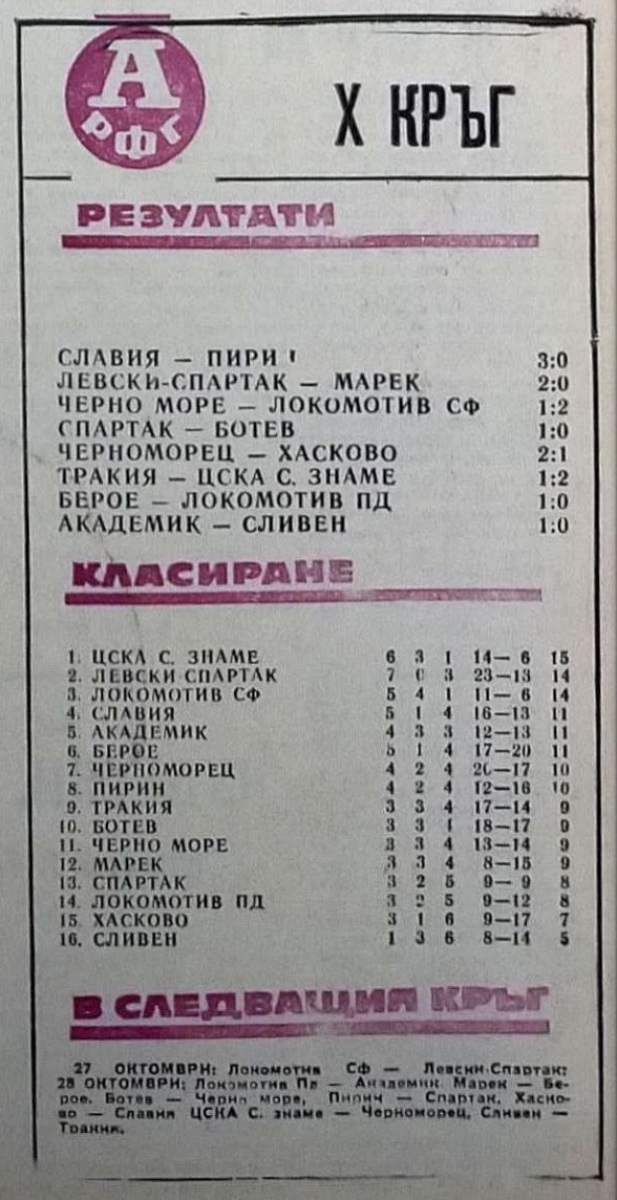 А
РФГ
X КРЪГ
РЕЗУЛТАТИ
СЛАВИЯ — ПИРИ 3:0
ЛЕВСКИ-СПАРТАК — МАРЕК 2:0
ЧЕРНО МОРЕ — ЛОКОМОТИВ СФ 1:2
СПАРТАК — БОТЕВ 1:0
ЧЕРНОМОРЕЦ — ХАСКОВО 2:1
ТРАКИЯ — ЦСКА С. ЗНАМЕ 1:2
БЕРОЕ — ЛОКОМОТИВ ПД 1:0
АКАДЕМИК — СЛИВЕН 1:0
КЛАСИРАНЕ
1. ЦСКА С. ЗНАМЕ 6 3 1 14— 6 15
2. ЛЕВСКИ-СПАРТАК 7 0 3 23—13 14
3. ЛОКОМОТИВ СФ 5 4 1 11— 6 14
4. СЛАВИЯ 5 1 4 16—13 11
5. АКАДЕМИК 4 3 3 12—13 11
6. БЕРОЕ 5 1 4 17—20 11
7. ЧЕРНОМОРЕЦ 4 2 4 20—17 10
8. ПИРИН 4 2 4 12—16 10
9. ТРАКИЯ 3 3 4 17—14 9
10. БОТЕВ 3 3 18—17 9
11. ЧЕРНО МОРЕ 3 3 4 13—14 9
12. МАРЕК 3 3 4 8—15 9
13. СПАРТАК 3 2 5 9— 9 8
14. ЛОКОМОТИВ ПД 3 2 5 9—12 8
15. ХАСКОВО 3 1 6 9—17 7
16. СЛИВЕН 1 3 6 8—14 5
В СЛЕДВАЩИЯ КРЪГ
27 ОКТОМВРИ: Локомотив Сф — Левски-Спартак;
28 ОКТОМВРИ: Локомотив Пд — Академик, Марек — Бе-
рое, Ботев — Черно море, Пирин — Спартак, Хаско-
во — Славия ЦСКА С. знаме — Черноморец, Сливен —
Тракия.